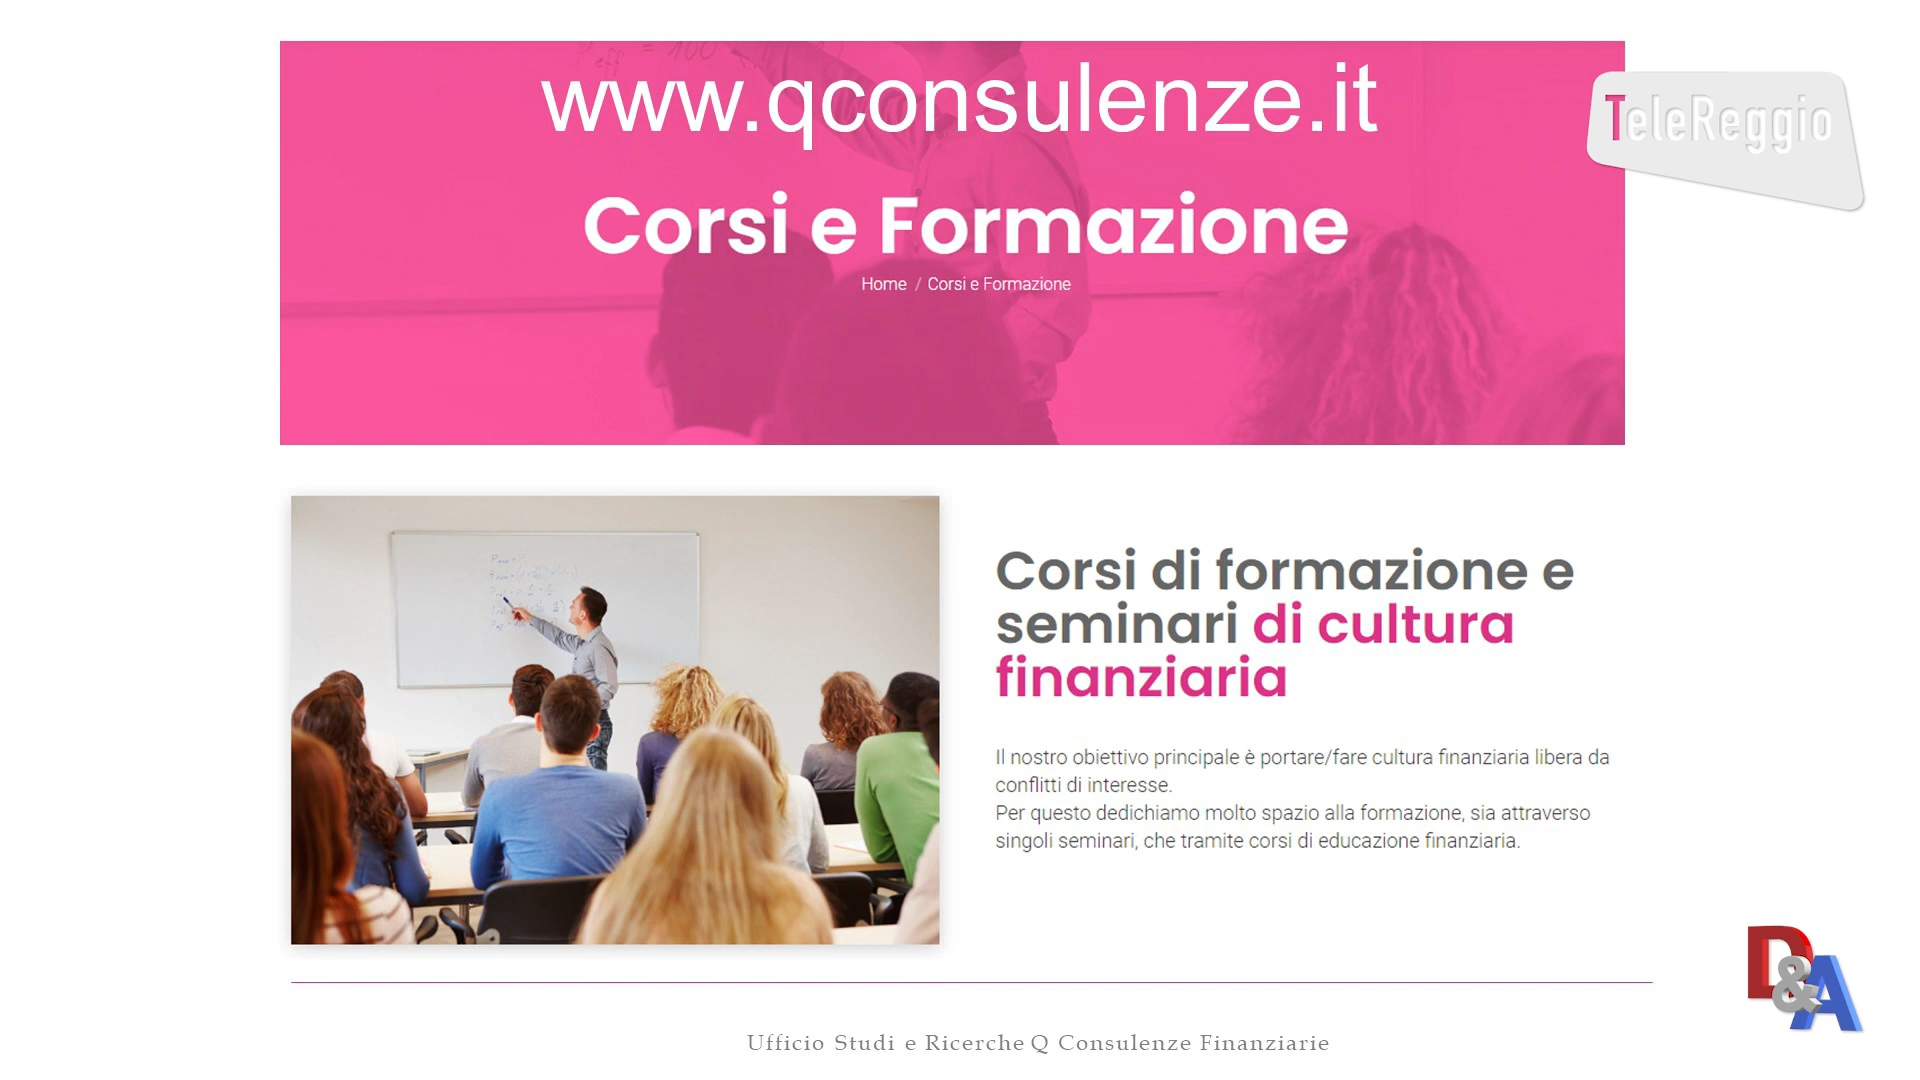 www.qconsulenze.it
TeleReggio
Corsi e Formazione
Home / Corsi e Formazione
Corsi di formazione e
seminari di cultura
finanziaria
Il nostro obiettivo principale è portare/fare cultura finanziaria libera da
conflitti di interesse.
Per questo dedichiamo molto spazio alla formazione, sia attraverso
singoli seminari, che tramite corsi di educazione finanziaria.
D&A
Ufficio Studi e Ricerche Q Consulenze Finanziarie